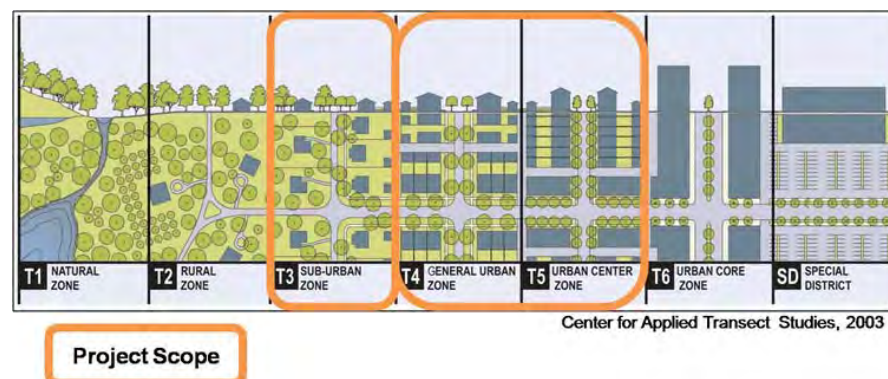 T1 NATURAL
ZONE
T2 RURAL
ZONE
T3 SUB-URBAN
ZONE
T4 GENERAL URBAN
ZONE
T5 URBAN CENTER
ZONE
T6 URBAN CORE
ZONE
SD SPECIAL
DISTRICT
Center for Applied Transect Studies, 2003
Project Scope